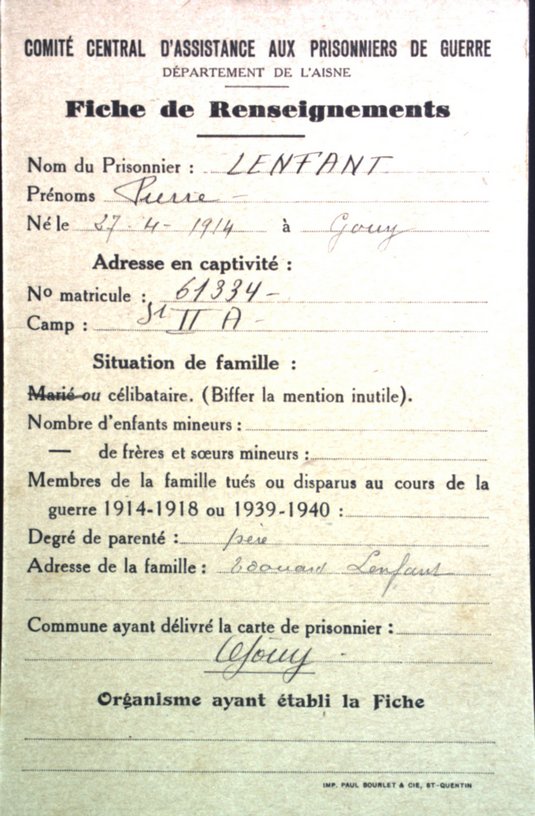 COMITÉ CENTRAL D'ASSISTANCE AUX PRISONNIERS DE GUERRE
DÉPARTEMENT DE L'AISNE
Fiche de Renseignements
Nom du Prisonnier : LENFANT
Prénoms Pierre -
Né le 27 - 4 - 1914 à Gouy
Adresse en captivité :
No matricule : 61334 -
Camp : St II A -
Situation de famille :
Marié ou célibataire. (Biffer la mention inutile).
Nombre d'enfants mineurs :
— de frères et sœurs mineurs :
Membres de la famille tués ou disparus au cours de la
guerre 1914-1918 ou 1939-1940 :
Degré de parenté : père
Adresse de la famille : Edouard Lenfant
Commune ayant délivré la carte de prisonnier :
Gouy -
Organisme ayant établi la Fiche
IMP. PAUL BOURLET & CIE, ST-QUENTIN